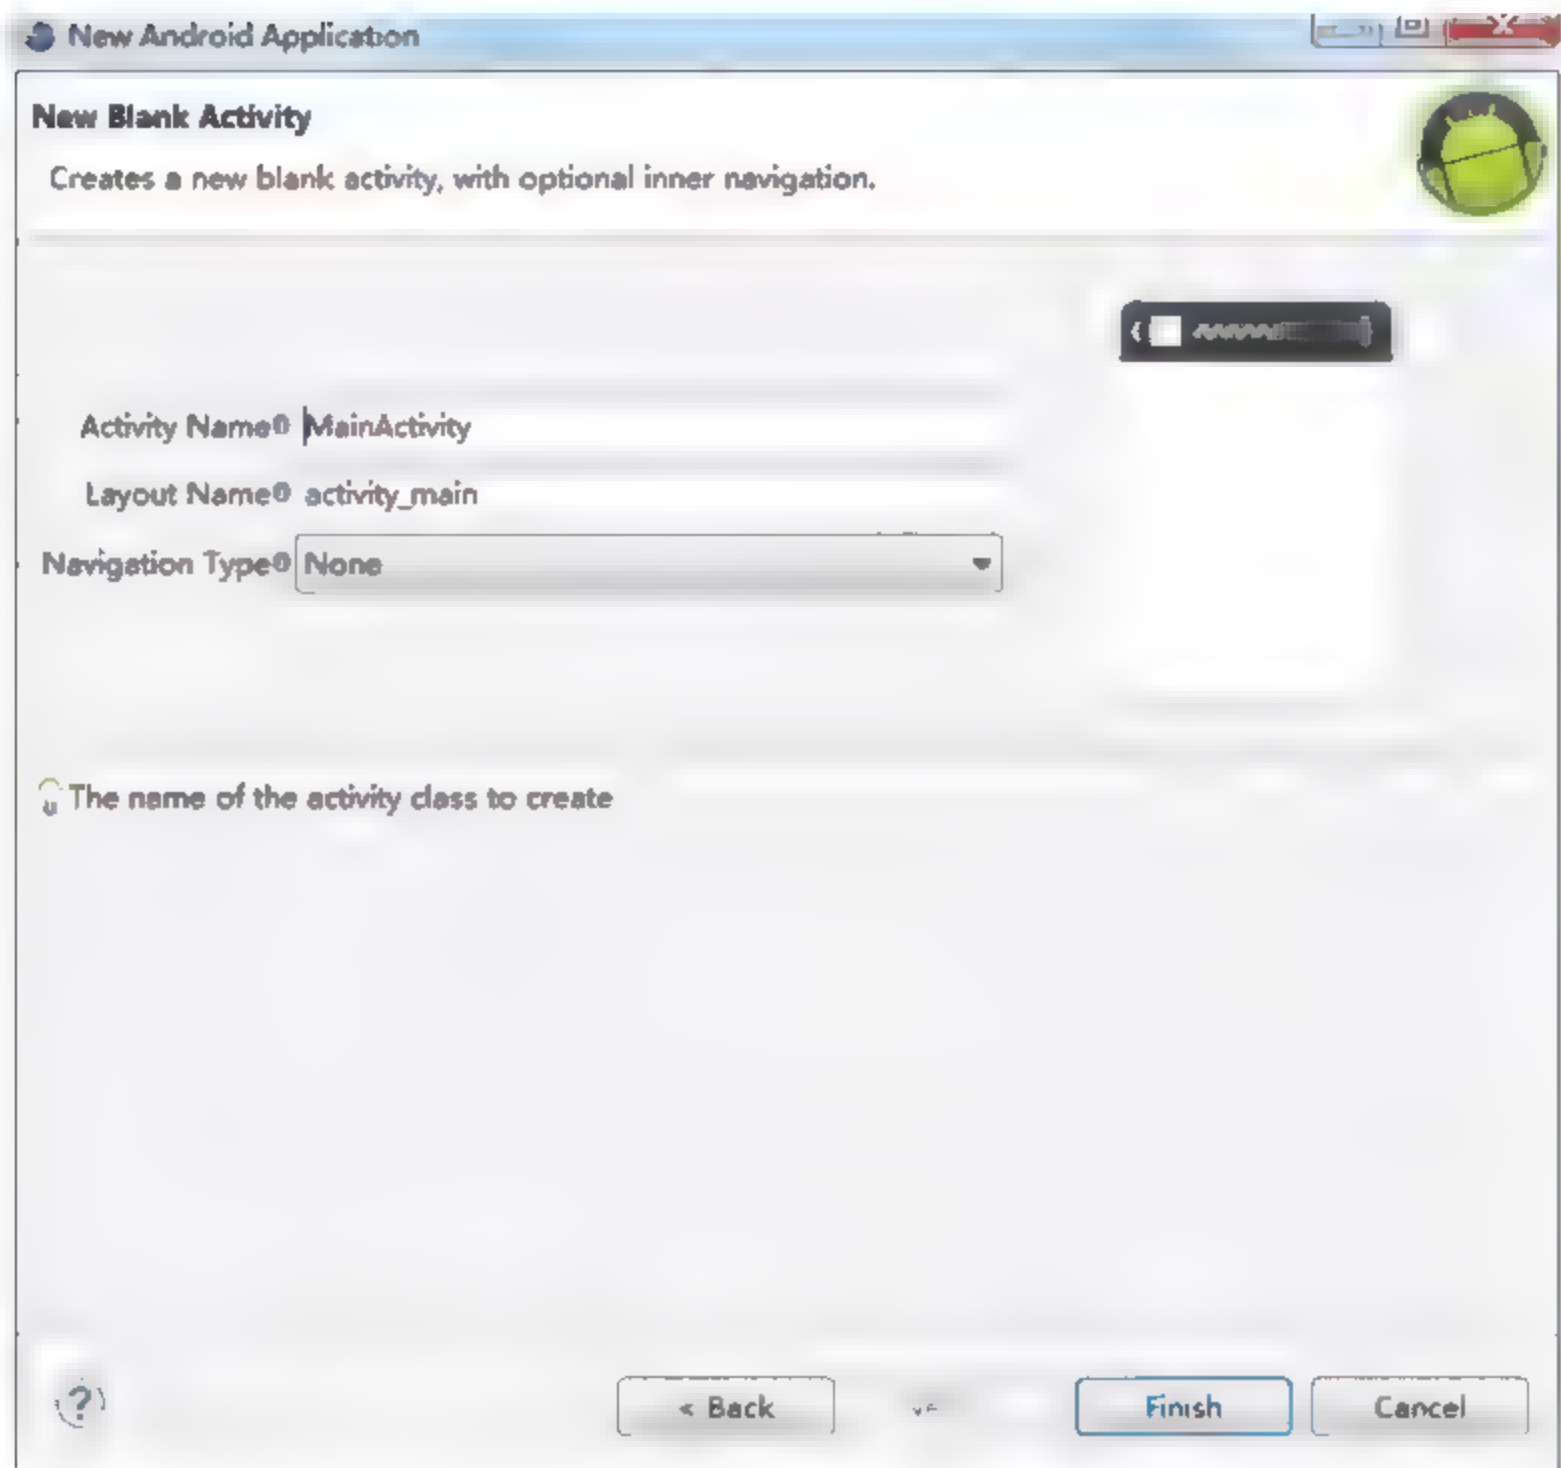 New Android Application
New Blank Activity
Creates a new blank activity, with optional inner navigation.
Activity Name MainActivity
Layout Name activity_main
Navigation Type None
The name of the activity class to create
?
< Back
Finish
Cancel